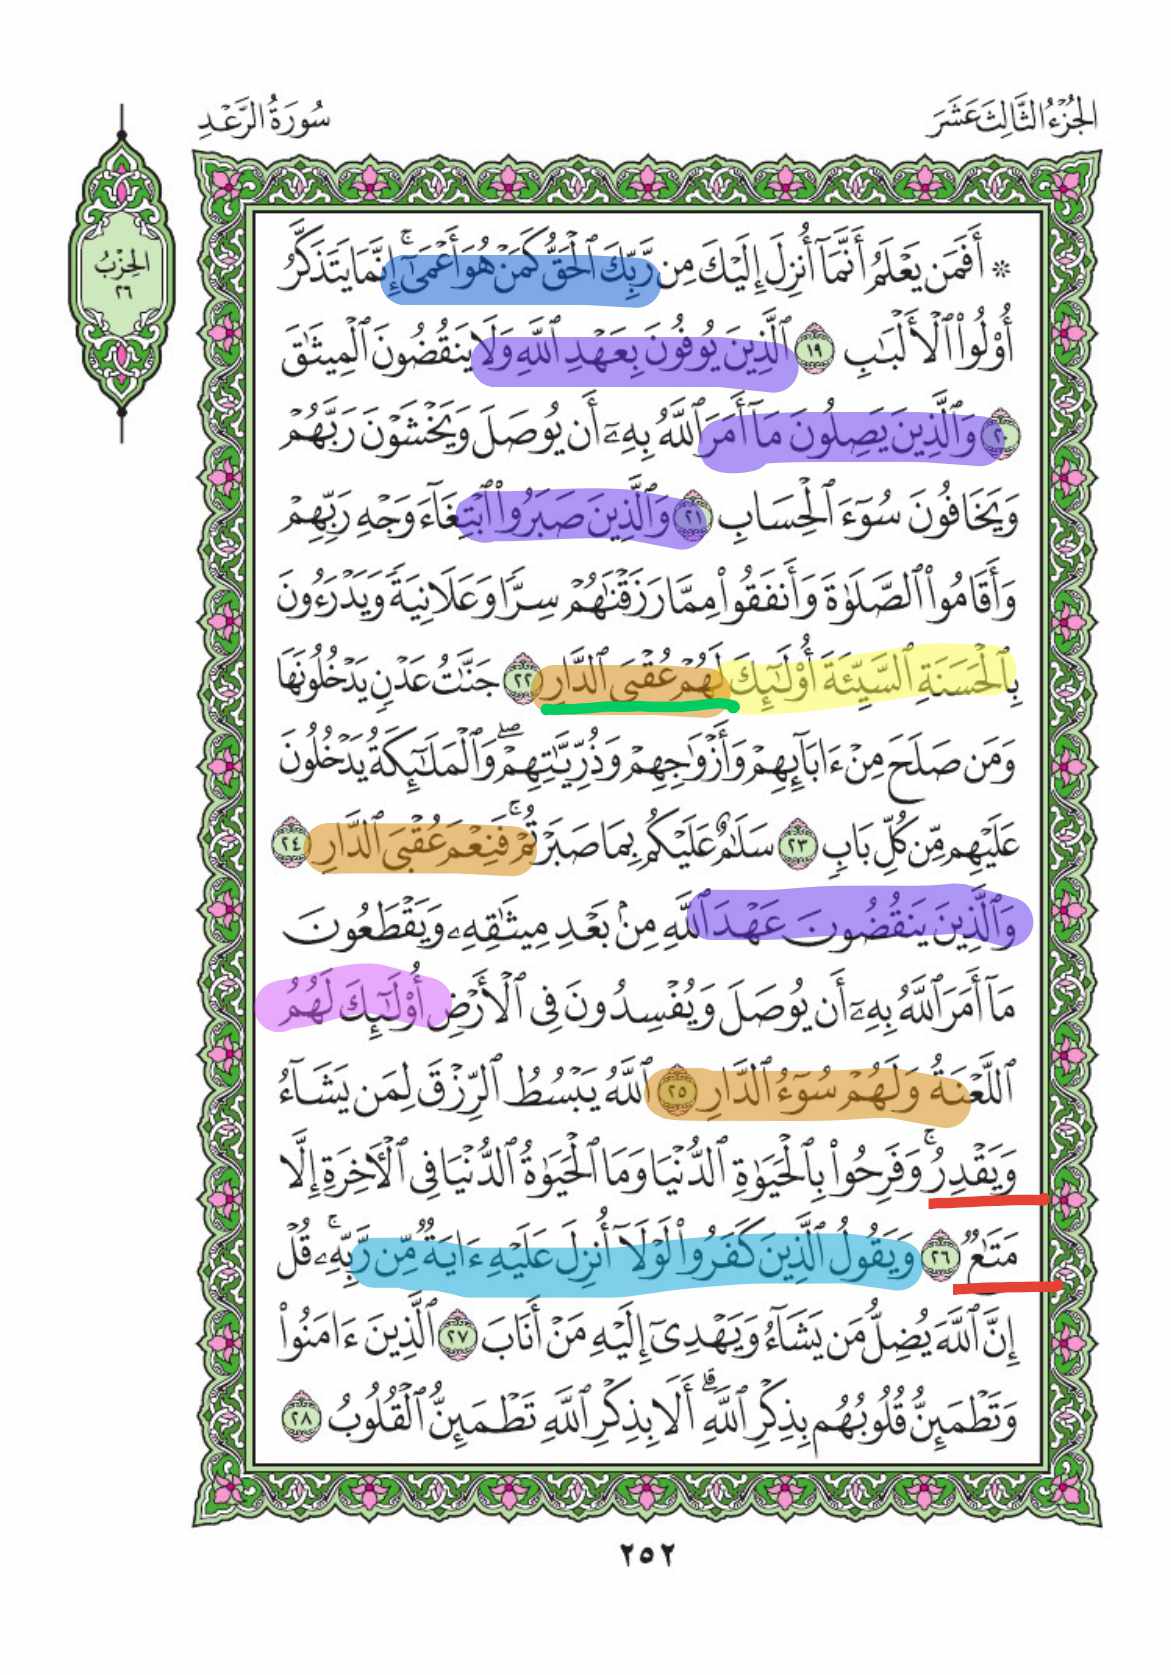 الجُزْءُ الثَّالِثَ عَشَرَ
سُورَةُ الرَّعْدِ
الحِزْبُ
٢٦
۞ أَفَمَن يَعْلَمُ أَنَّمَآ أُنزِلَ إِلَيْكَ مِن رَّبِّكَ ٱلْحَقُّ كَمَنْ هُوَ أَعْمَىٰٓۚ إِنَّمَا يَتَذَكَّرُ
أُو۟لُوا۟ ٱلْأَلْبَٰبِ ١٩ ٱلَّذِينَ يُوفُونَ بِعَهْدِ ٱللَّهِ وَلَا يَنقُضُونَ ٱلْمِيثَٰقَ
٢٠ وَٱلَّذِينَ يَصِلُونَ مَآ أَمَرَ ٱللَّهُ بِهِۦٓ أَن يُوصَلَ وَيَخْشَوْنَ رَبَّهُمْ
وَيَخَافُونَ سُوٓءَ ٱلْحِسَابِ ٢١ وَٱلَّذِينَ صَبَرُوا۟ ٱبْتِغَآءَ وَجْهِ رَبِّهِمْ
وَأَقَامُوا۟ ٱلصَّلَوٰةَ وَأَنفَقُوا۟ مِمَّا رَزَقْنَٰهُمْ سِرًّا وَعَلَانِيَةً وَيَدْرَءُونَ
بِٱلْحَسَنَةِ ٱلسَّيِّئَةَ أُو۟لَٰٓئِكَ لَهُمْ عُقْبَى ٱلدَّارِ ٢٢ جَنَّٰتُ عَدْنٍ يَدْخُلُونَهَا
وَمَن صَلَحَ مِنْ ءَابَآئِهِمْ وَأَزْوَٰجِهِمْ وَذُرِّيَّٰتِهِمْۖ وَٱلْمَلَٰٓئِكَةُ يَدْخُلُونَ
عَلَيْهِم مِّن كُلِّ بَابٍ ٢٣ سَلَٰمٌ عَلَيْكُم بِمَا صَبَرْتُمْۚ فَنِعْمَ عُقْبَى ٱلدَّارِ ٢٤
وَٱلَّذِينَ يَنقُضُونَ عَهْدَ ٱللَّهِ مِنۢ بَعْدِ مِيثَٰقِهِۦ وَيَقْطَعُونَ
مَآ أَمَرَ ٱللَّهُ بِهِۦٓ أَن يُوصَلَ وَيُفْسِدُونَ فِى ٱلْأَرْضِ أُو۟لَٰٓئِكَ لَهُمُ
ٱللَّعْنَةُ وَلَهُمْ سُوٓءُ ٱلدَّارِ ٢٥ ٱللَّهُ يَبْسُطُ ٱلرِّزْقَ لِمَن يَشَآءُ
وَيَقْدِرُۚ وَفَرِحُوا۟ بِٱلْحَيَوٰةِ ٱلدُّنْيَا وَمَا ٱلْحَيَوٰةُ ٱلدُّنْيَا فِى ٱلْءَاخِرَةِ إِلَّا
مَتَٰعٌ ٢٦ وَيَقُولُ ٱلَّذِينَ كَفَرُوا۟ لَوْلَآ أُنزِلَ عَلَيْهِ ءَايَةٌ مِّن رَّبِّهِۦۚ قُلْ
إِنَّ ٱللَّهَ يُضِلُّ مَن يَشَآءُ وَيَهْدِىٓ إِلَيْهِ مَنْ أَنَابَ ٢٧ ٱلَّذِينَ ءَامَنُوا۟
وَتَطْمَئِنُّ قُلُوبُهُم بِذِكْرِ ٱللَّهِۗ أَلَا بِذِكْرِ ٱللَّهِ تَطْمَئِنُّ ٱلْقُلُوبُ ٢٨
٢٥٢